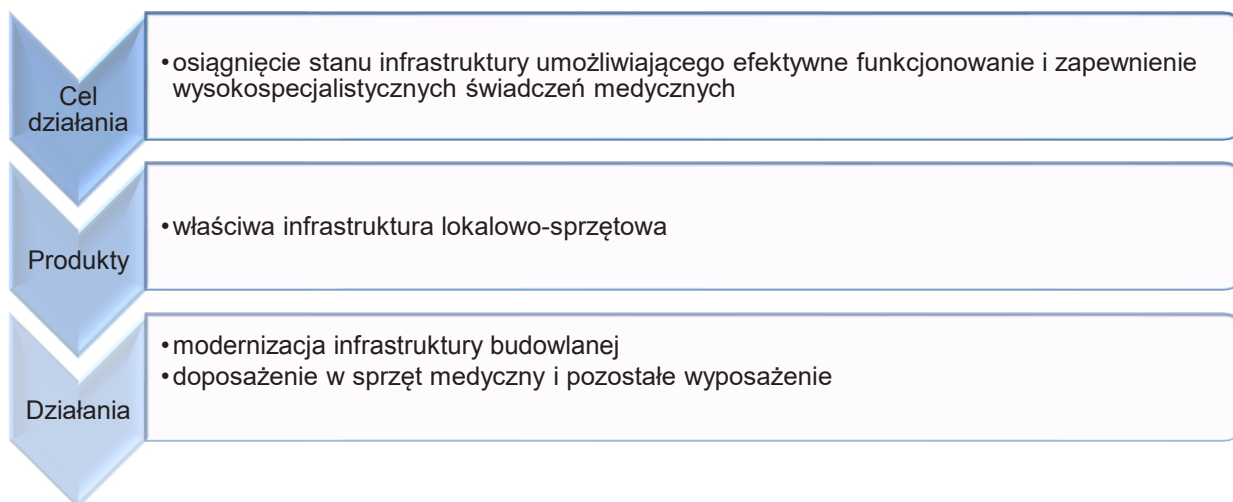 Cel
działania
•osiągnięcie stanu infrastruktury umożliwiającego efektywne funkcjonowanie i zapewnienie
wysokospecjalistycznych świadczeń medycznych
Produkty
•właściwa infrastruktura lokalowo-sprzętowa
Działania
•modernizacja infrastruktury budowlanej
•doposażenie w sprzęt medyczny i pozostałe wyposażenie